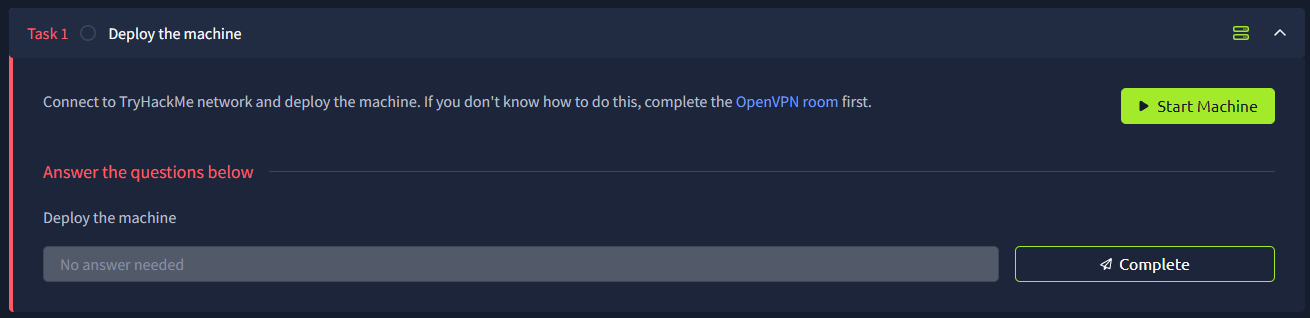 Task 1 Deploy the machine
Connect to TryHackMe network and deploy the machine. If you don't know how to do this, complete the OpenVPN room first.
Start Machine
Answer the questions below
Deploy the machine
No answer needed
Complete